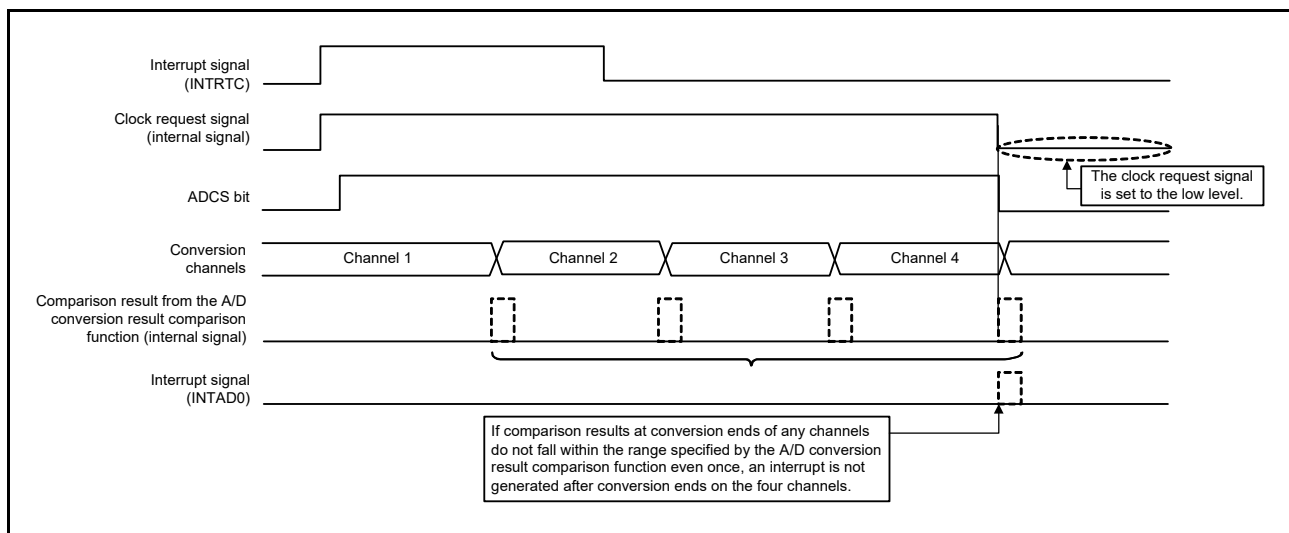 Interrupt signal
(INTRTC)
Clock request signal
(internal signal)
The clock request signal
is set to the low level.
ADCS bit
Conversion
channels
Channel 1
Channel 2
Channel 3
Channel 4
Comparison result from the A/D
conversion result comparison
function (internal signal)
Interrupt signal
(INTAD0)
If comparison results at conversion ends of any channels
do not fall within the range specified by the A/D conversion
result comparison function even once, an interrupt is not
generated after conversion ends on the four channels.